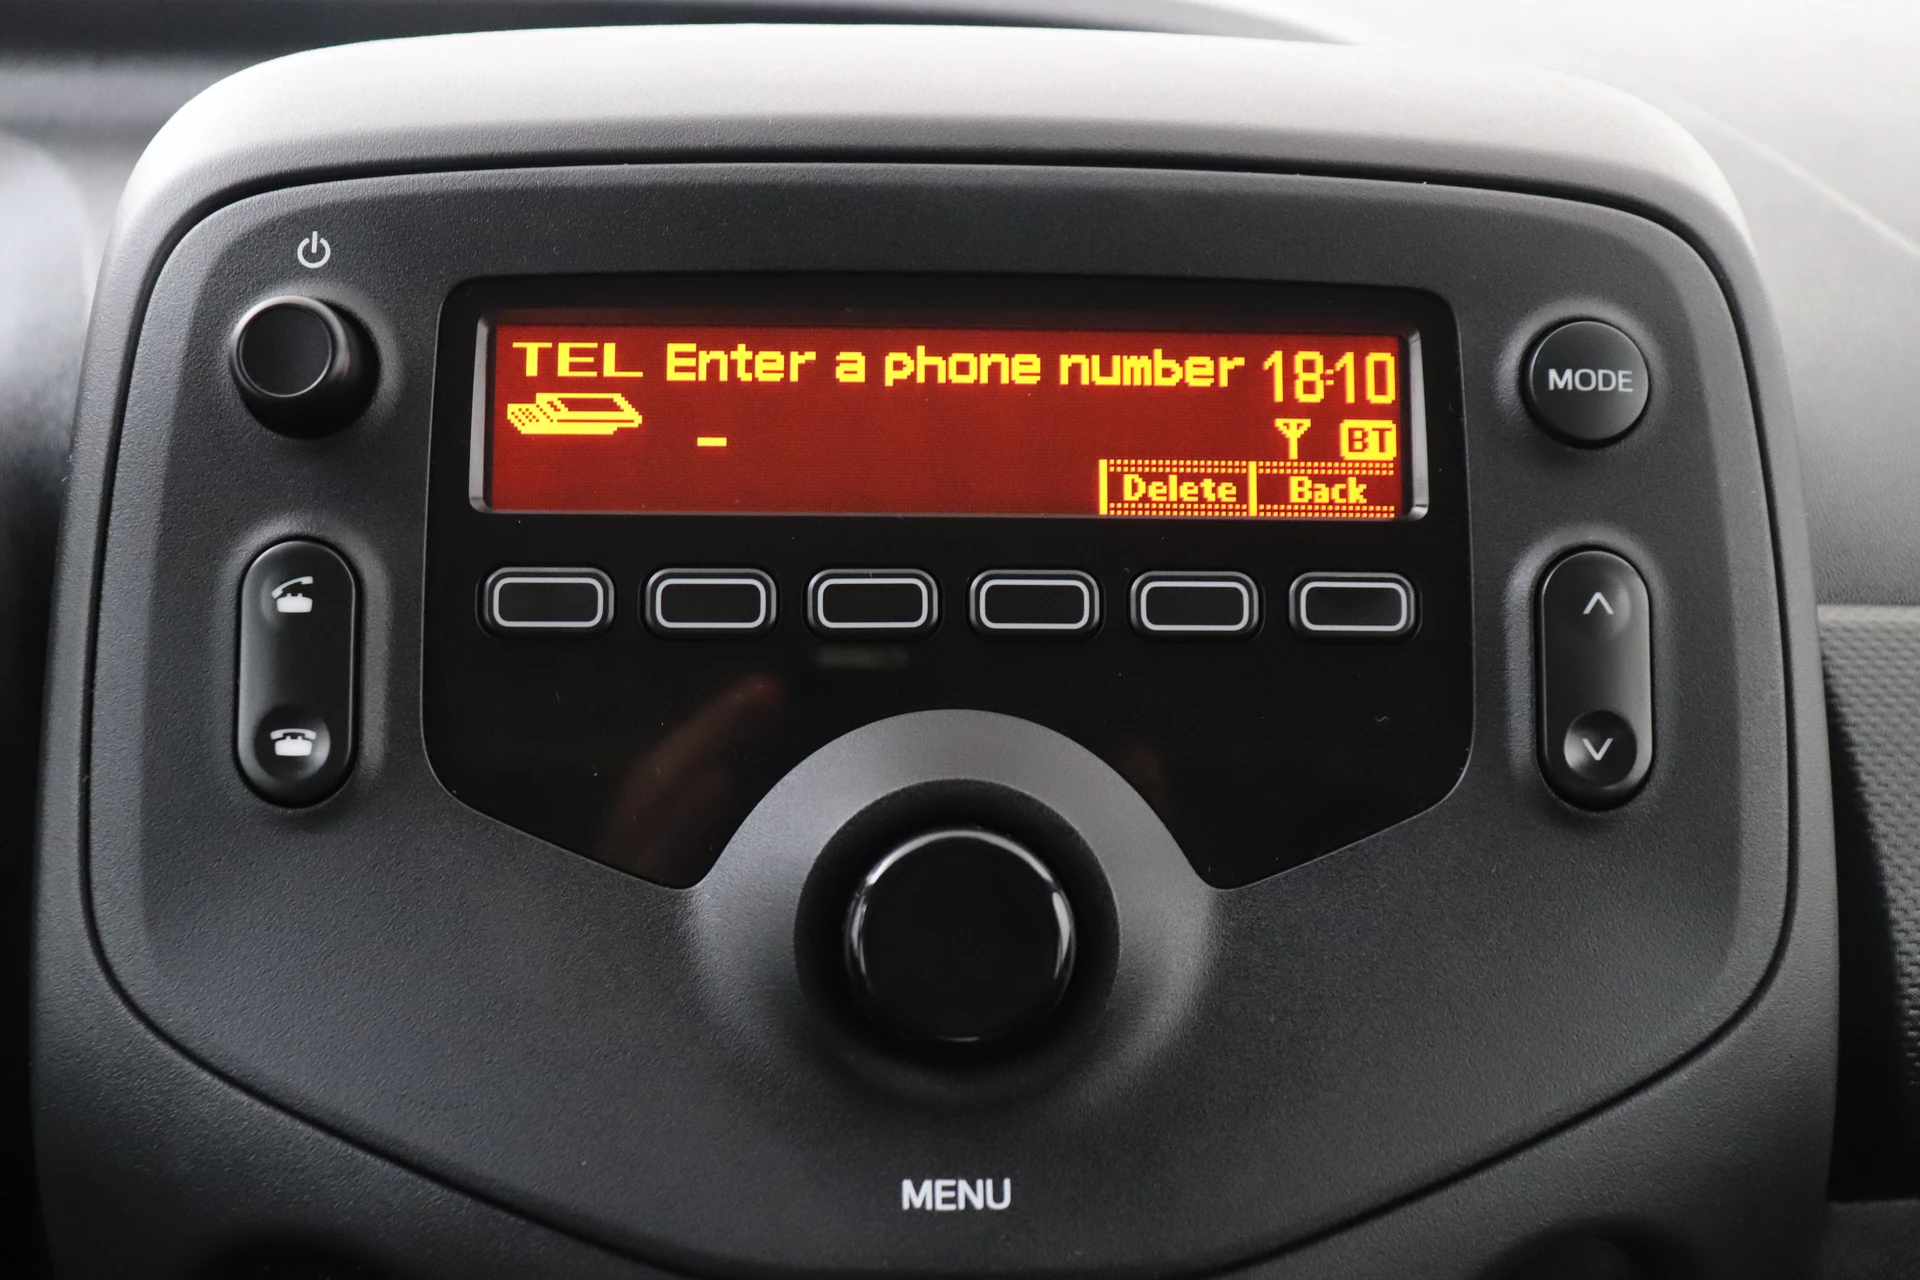 TEL Enter a phone number 18:10
_
BT
Delete Back
MODE
MENU